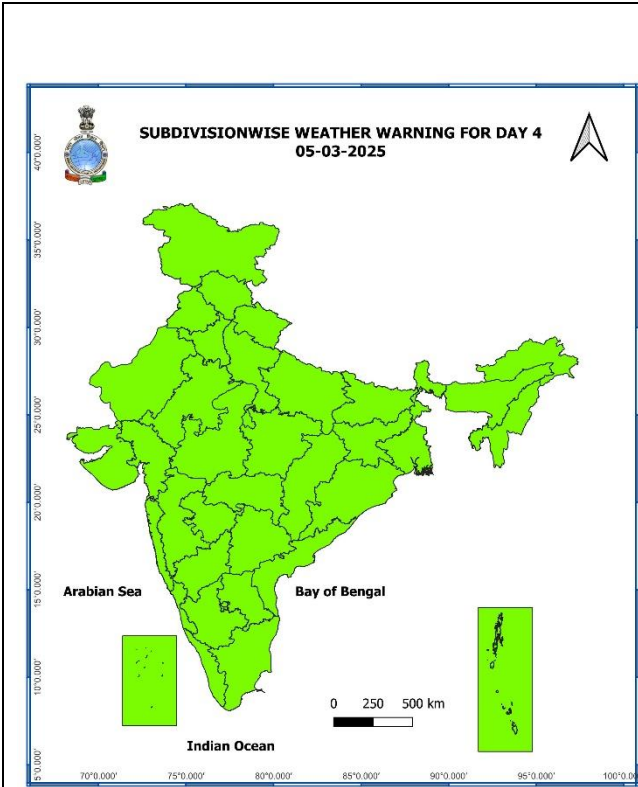 SUBDIVISIONWISE WEATHER WARNING FOR DAY 4
05-03-2025
40°0.000'
35°0.000'
30°0.000'
25°0.000'
20°0.000'
15°0.000'
10°0.000'
5°0.000'
Arabian Sea
Bay of Bengal
0 250 500 km
Indian Ocean
70°0.000' 75°0.000' 80°0.000' 85°0.000' 90°0.000' 95°0.000' 100°0.00